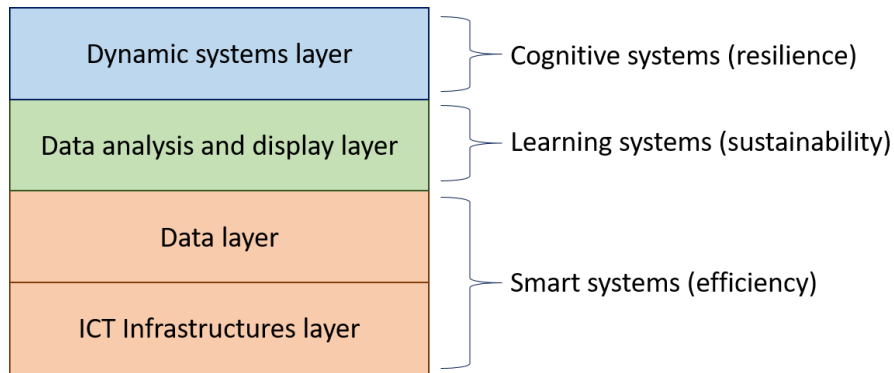 Dynamic systems layer
Cognitive systems (resilience)
Data analysis and display layer
Learning systems (sustainability)
Data layer
Smart systems (efficiency)
ICT Infrastructures layer